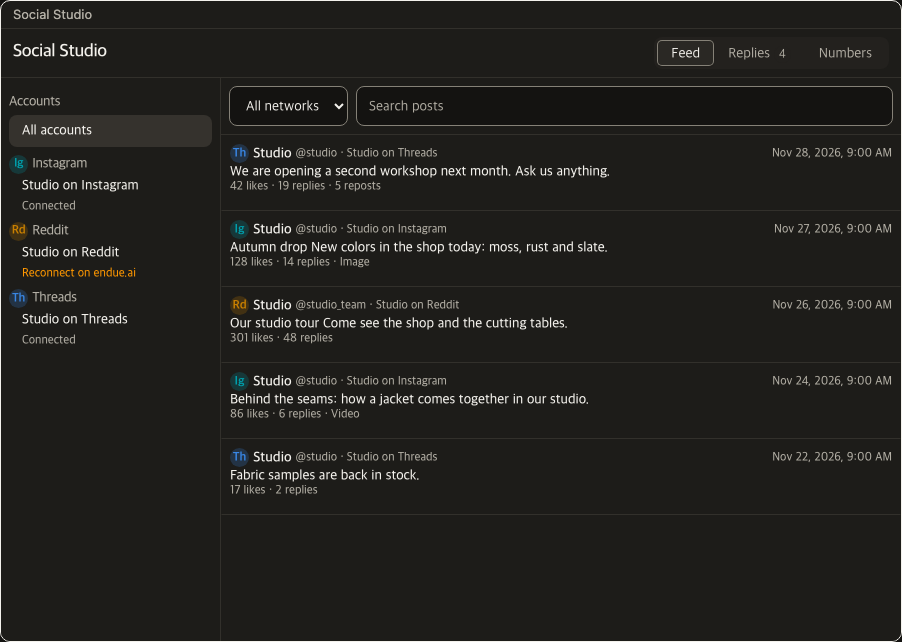 Social Studio
Social Studio
Feed
Replies 4
Numbers
Accounts
All accounts
Ig Instagram
Studio on Instagram
Connected
Rd Reddit
Studio on Reddit
Reconnect on endue.ai
Th Threads
Studio on Threads
Connected
All networks
Search posts
Th Studio @studio · Studio on Threads Nov 28, 2026, 9:00 AM
We are opening a second workshop next month. Ask us anything.
42 likes · 19 replies · 5 reposts
Ig Studio @studio · Studio on Instagram Nov 27, 2026, 9:00 AM
Autumn drop New colors in the shop today: moss, rust and slate.
128 likes · 14 replies · Image
Rd Studio @studio_team · Studio on Reddit Nov 26, 2026, 9:00 AM
Our studio tour Come see the shop and the cutting tables.
301 likes · 48 replies
Ig Studio @studio · Studio on Instagram Nov 24, 2026, 9:00 AM
Behind the seams: how a jacket comes together in our studio.
86 likes · 6 replies · Video
Th Studio @studio · Studio on Threads Nov 22, 2026, 9:00 AM
Fabric samples are back in stock.
17 likes · 2 replies